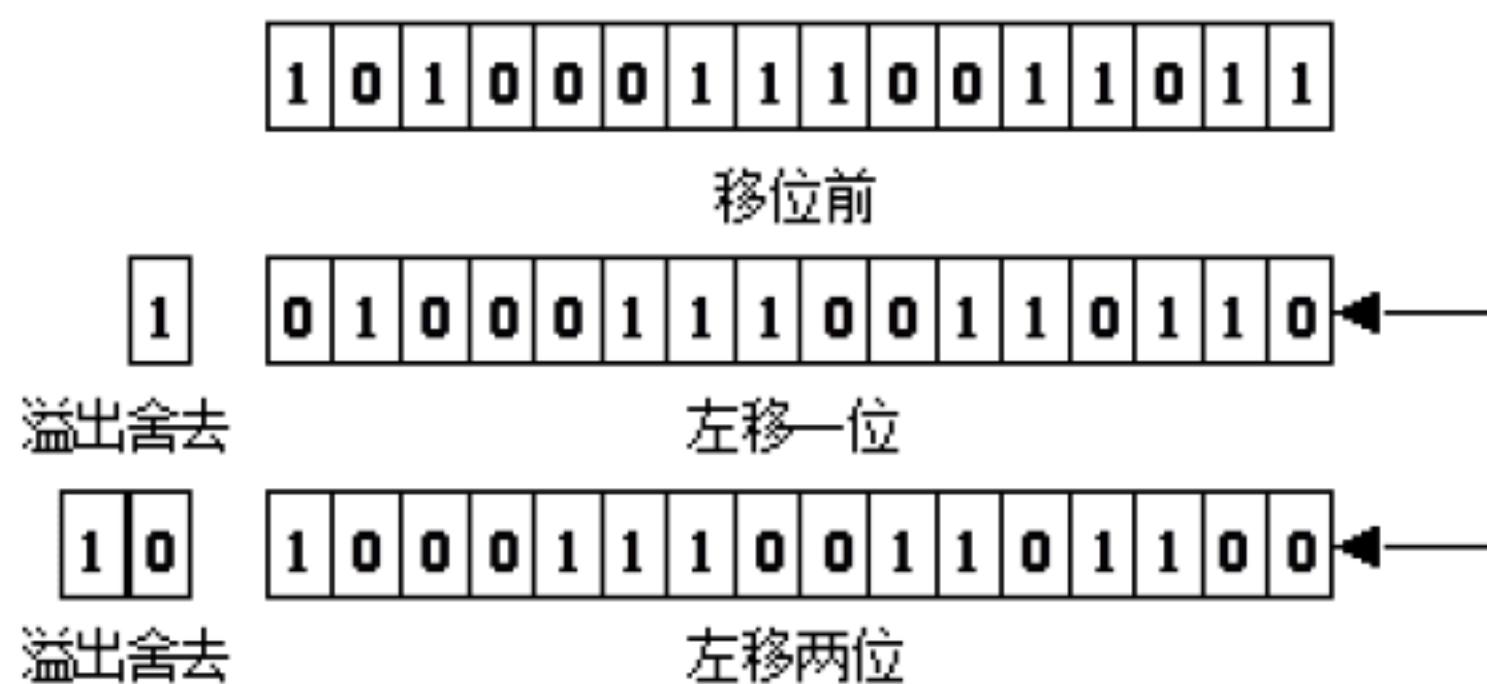 1 0 1 0 0 0 1 1 1 0 0 1 1 0 1 1
移位前
1 0 1 0 0 0 1 1 1 0 0 1 1 0 1 1 0
溢出舍去 左移一位
1 0 1 0 0 0 1 1 1 0 0 1 1 0 1 1 0 0
溢出舍去 左移两位